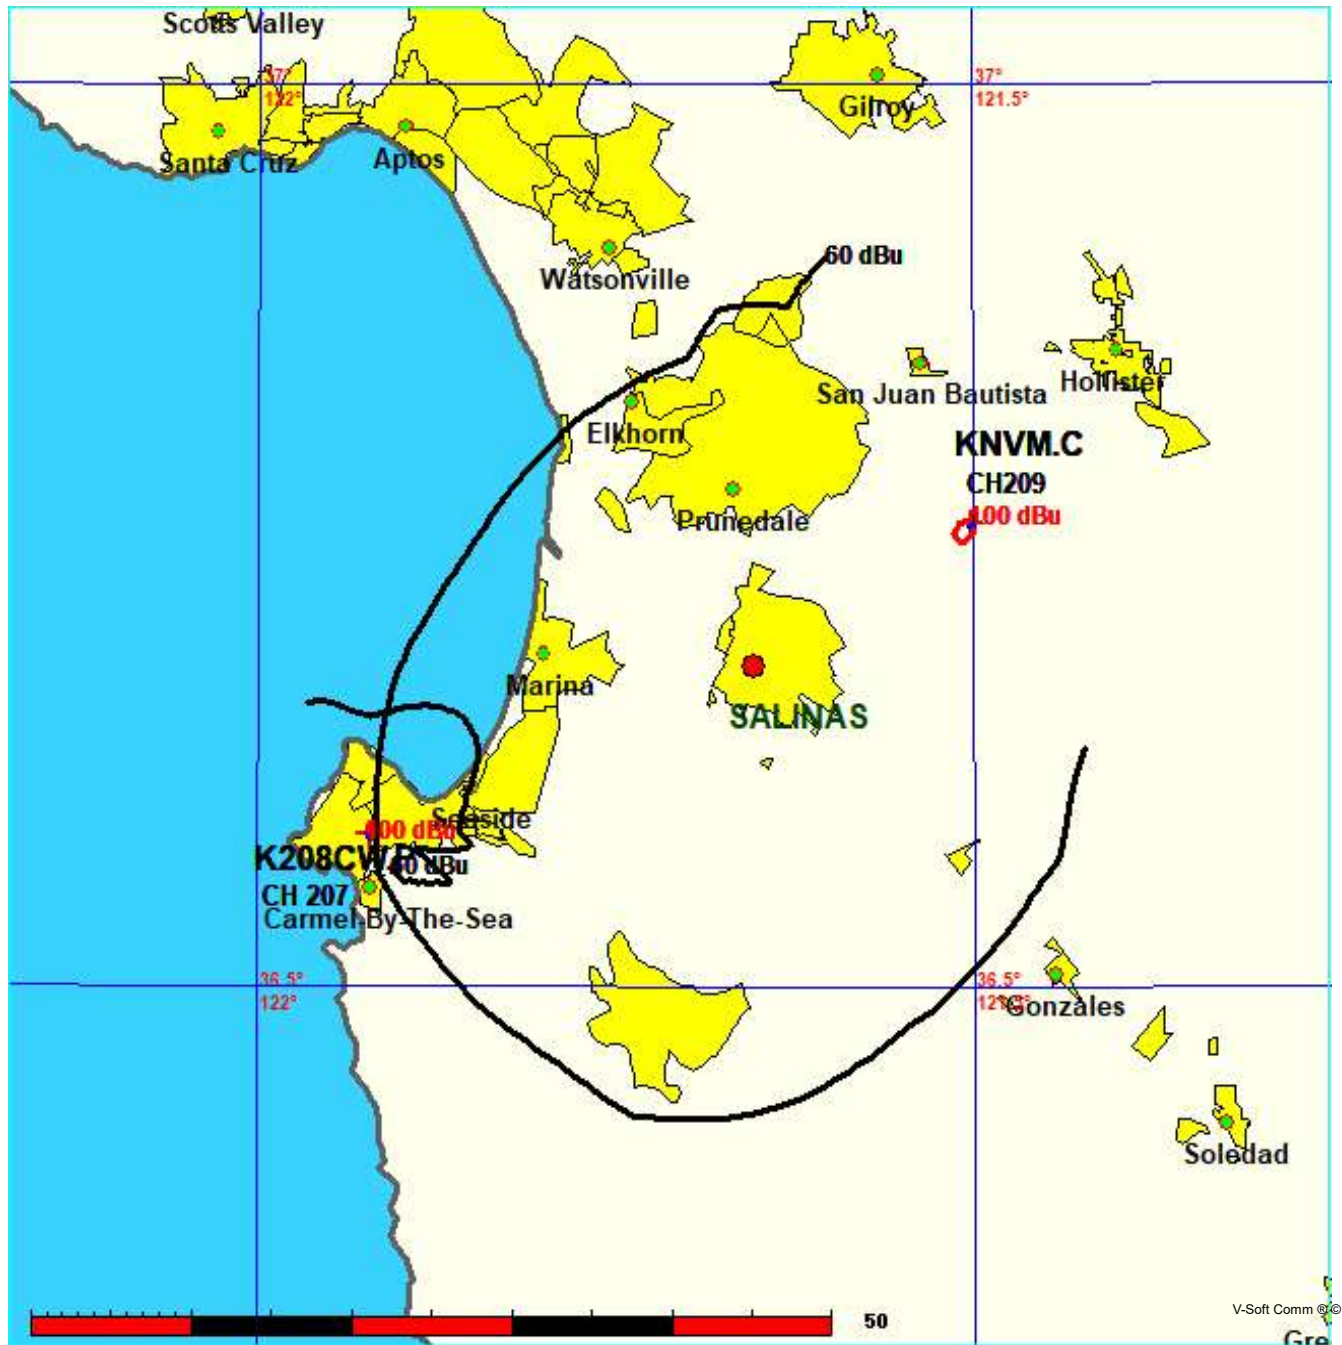 Scotts Valley
37°
122°
37°
121.5°
Gilroy
Santa Cruz
Aptos
Watsonville
60 dBu
San Juan Bautista
Hollister
Elkhorn
KNVM.C
CH209
100 dBu
Prunedale
Marina
SALINAS
Seaside
100 dBu
K208CW.P
60 dBu
CH 207
Carmel-By-The-Sea
36.5°
122°
36.5°
Gonzales
Soledad
50
V-Soft Comm ® ©
Gre